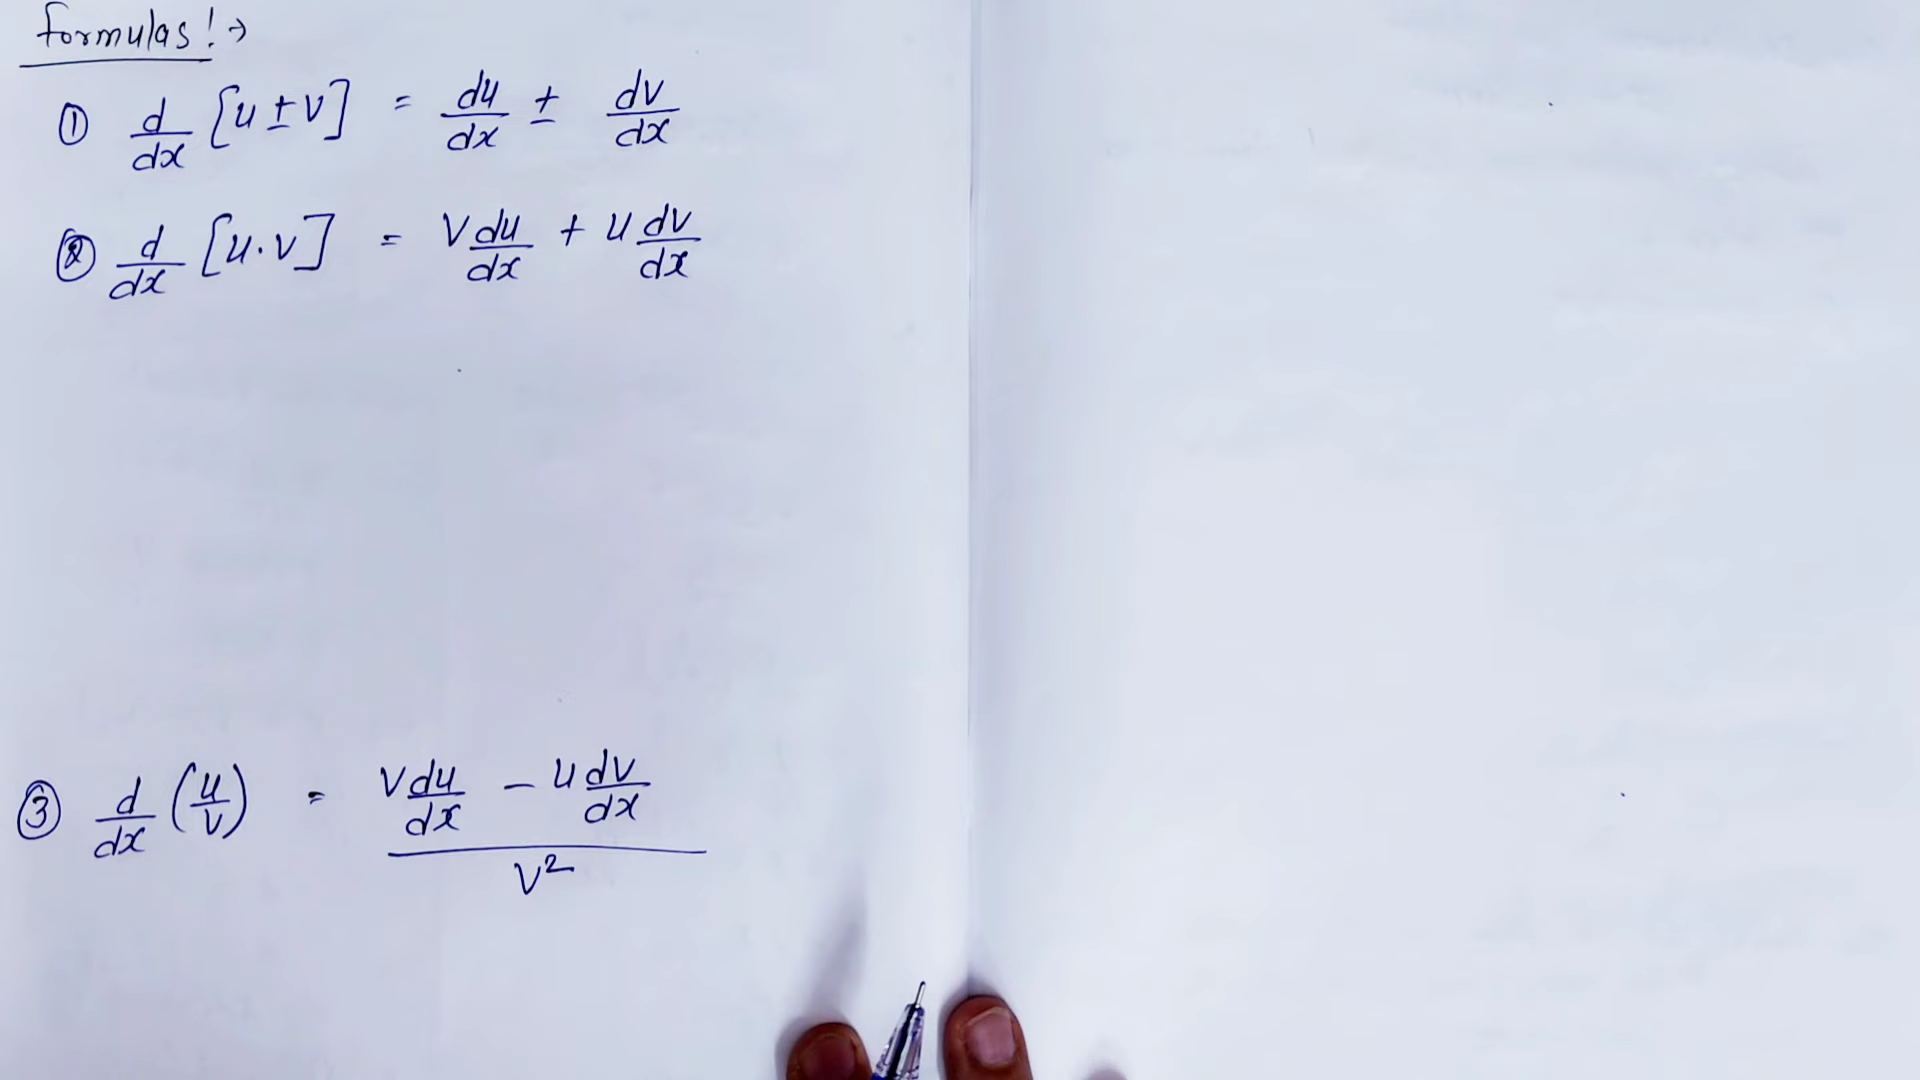 Formulas :→
① d/dx [u ± v] = du/dx ± dv/dx
② d/dx [u·v] = v du/dx + u dv/dx
③ d/dx (u/v) = (v du/dx − u dv/dx)/v²